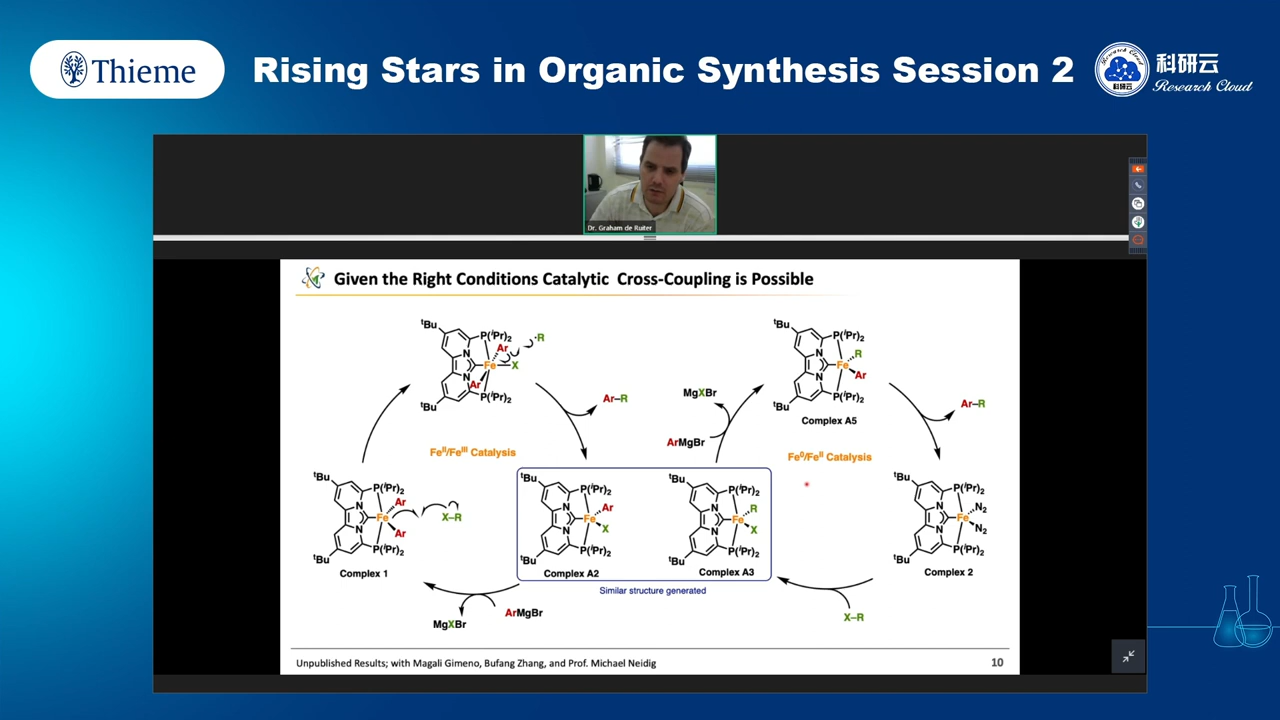 Thieme
Rising Stars in Organic Synthesis Session 2
Research Cloud
科研云
科研云
Research Cloud
Dr. Graham de Ruiter
Given the Right Conditions Catalytic Cross-Coupling is Possible
tBu
P(iPr)2
Ar
·R
N
Fe
X
N
Ar
P(iPr)2
tBu
Ar–R
FeII/FeIII Catalysis
tBu
P(iPr)2
N
Ar
Fe
X–R
N
Ar
P(iPr)2
tBu
Complex 1
tBu
P(iPr)2
N
Ar
Fe
N
X
P(iPr)2
tBu
Complex A2
ArMgBr
MgXBr
tBu
P(iPr)2
N
R
Fe
N
X
P(iPr)2
tBu
Complex A3
Similar structure generated
MgXBr
ArMgBr
tBu
P(iPr)2
N
R
Fe
N
Ar
P(iPr)2
tBu
Complex A5
Ar–R
Fe0/FeII Catalysis
tBu
P(iPr)2
N
N2
Fe
N
N2
P(iPr)2
tBu
Complex 2
X–R
Unpublished Results; with Magali Gimeno, Bufang Zhang, and Prof. Michael Neidig
10